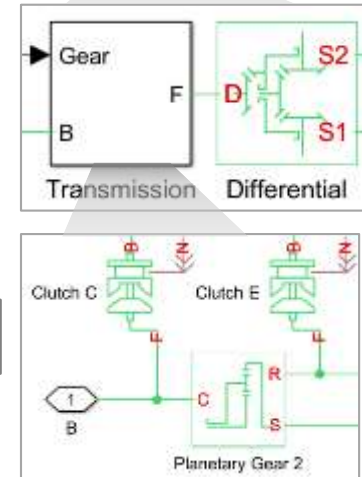 Gear
S2
F
D
B
S1
Transmission
Differential
B
N
B
N
Clutch C
Clutch E
F
F
R
1
C
B
S
Planetary Gear 2